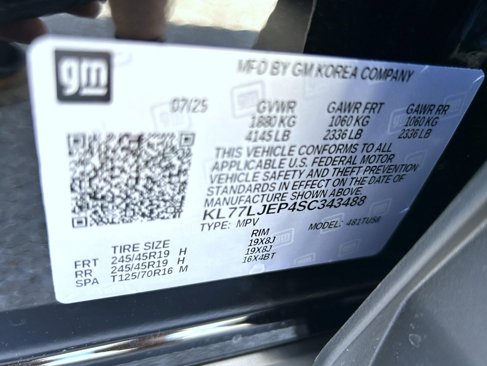 gm
MFD BY GM KOREA COMPANY
07/25 GVWR GAWR FRT GAWR RR
1880 KG 1060 KG 1060 KG
4145 LB 2336 LB 2336 LB
THIS VEHICLE CONFORMS TO ALL
APPLICABLE U.S. FEDERAL MOTOR
VEHICLE SAFETY AND THEFT PREVENTION
STANDARDS IN EFFECT ON THE DATE OF
MANUFACTURE SHOWN ABOVE.
KL77LJEP4SC343488
TYPE: MPV MODEL: 481TU58
TIRE SIZE RIM
FRT 245/45R19 H 19X8J
RR 245/45R19 H 19X8J
SPA T125/70R16 M 16X4BT